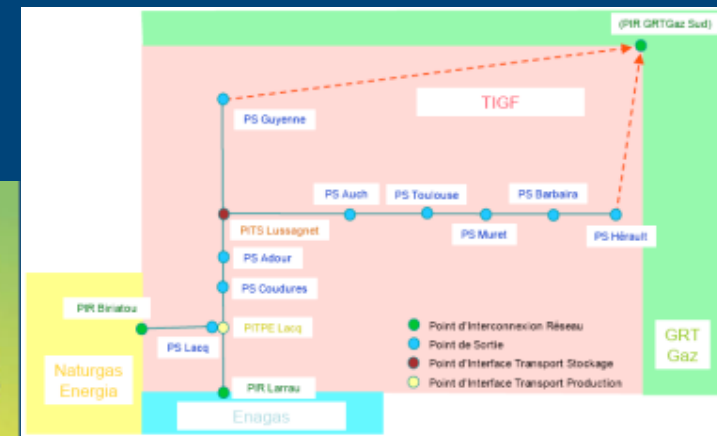 (PIR GRTGaz Sud)
TIGF
PS Guyenne
PS Auch
PS Toulouse
PS Barbaira
PITS Lussagnet
PS Muret
PS Hérault
PS Adour
PS Coudures
PIR Biriatou
PITPE Lacq
PS Lacq
Point d'Interconnexion Réseau
Point de Sortie
Point d'Interface Transport Stockage
Point d'Interface Transport Production
GRT
Gaz
Naturgas
Energia
PIR Larrau
Enagas